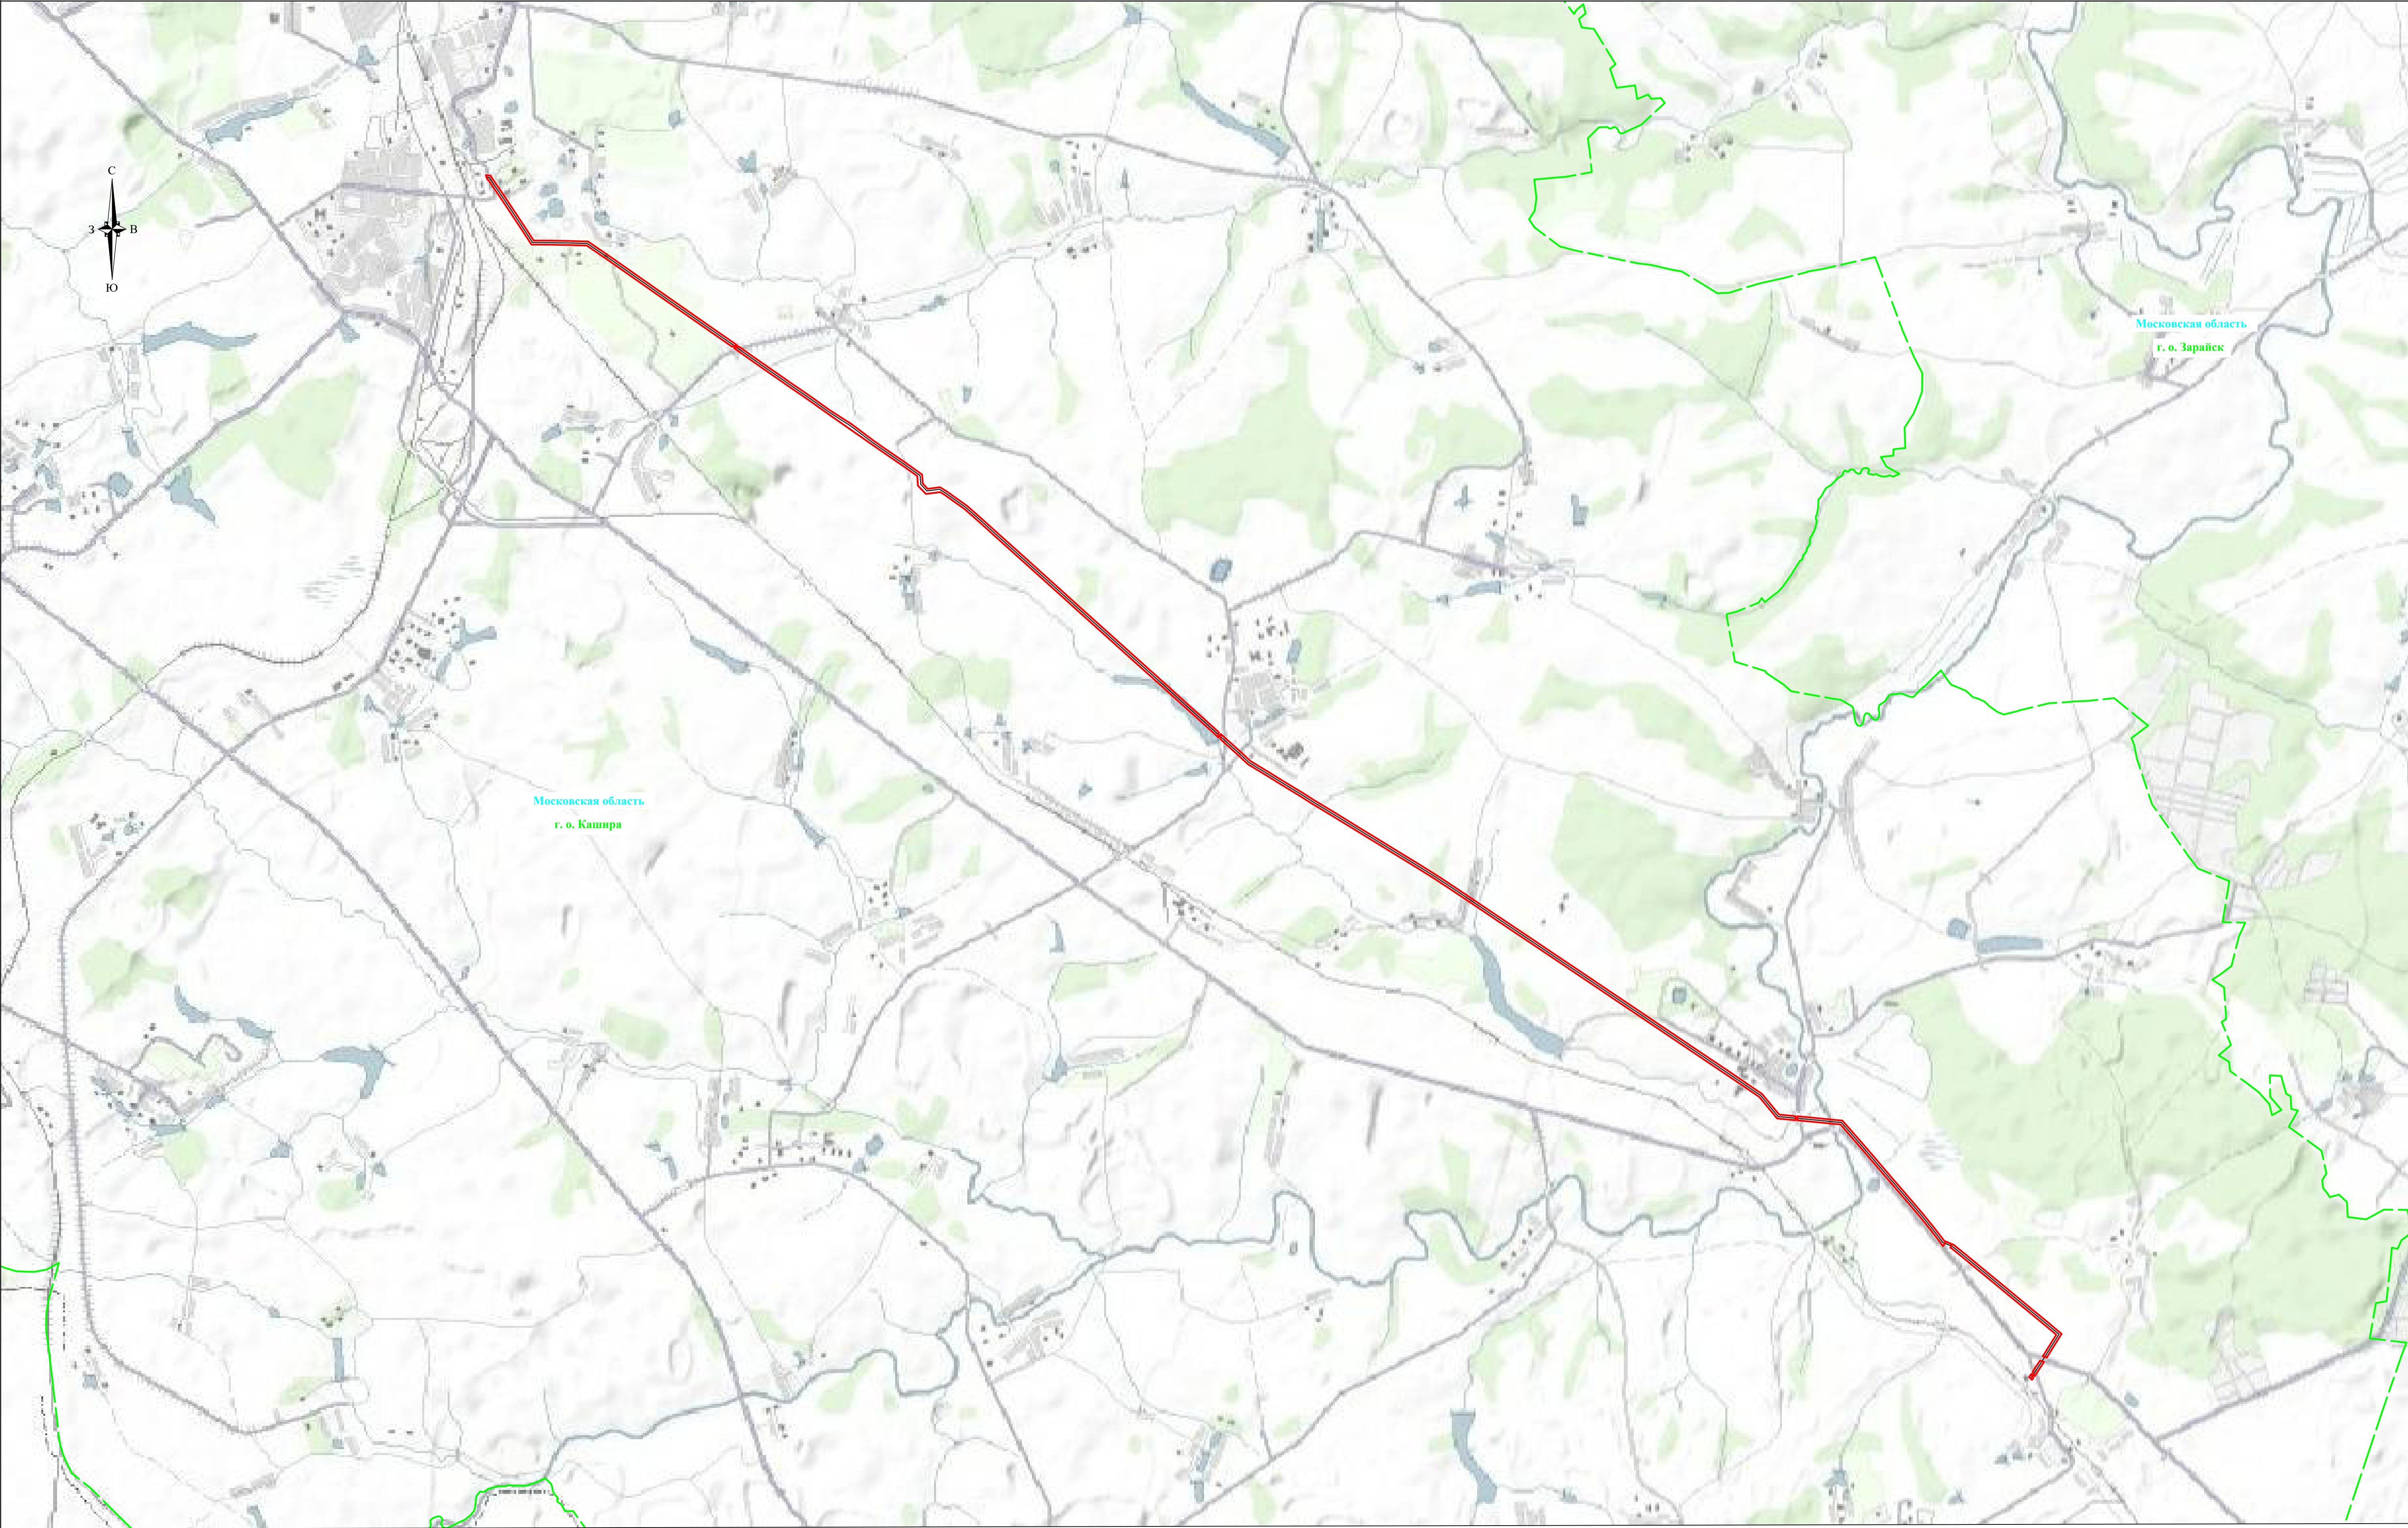 С
З В
Ю
Московская область
г. о. Зарайск
Московская область
г. о. Кашира